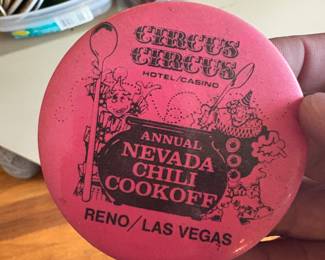 CIRCUS
CIRCUS
HOTEL/CASINO
ANNUAL
NEVADA
CHILI
COOKOFF
RENO/LAS VEGAS